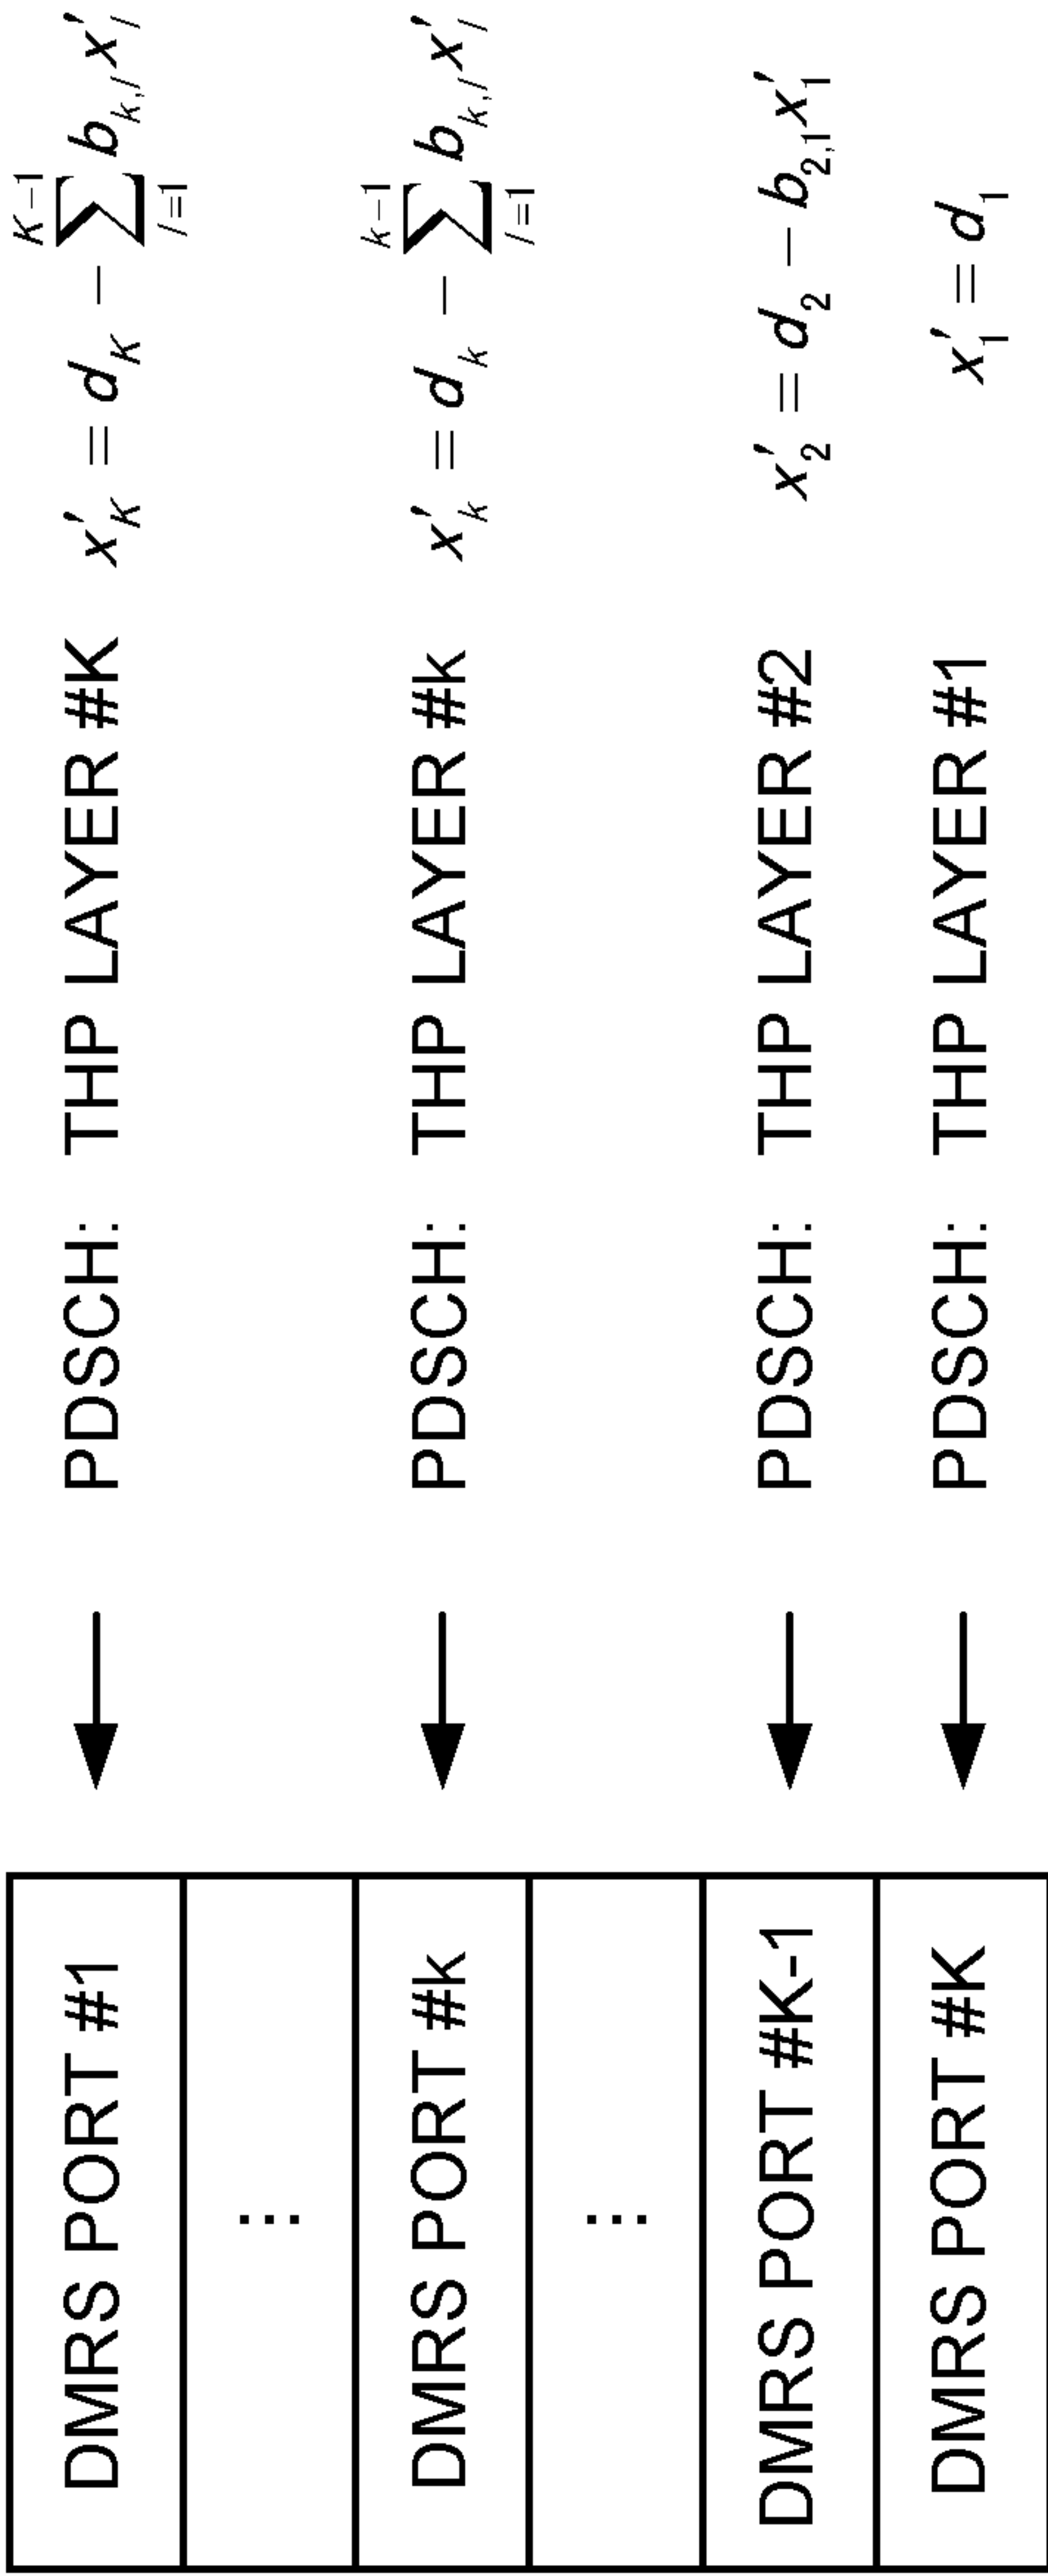 DMRS PORT #1 PDSCH: THP LAYER #K x'_K = d_K − ∑_{l=1}^{K−1} b_{k,l} x'_l
...
DMRS PORT #k PDSCH: THP LAYER #k x'_k = d_k − ∑_{l=1}^{k−1} b_{k,l} x'_l
...
DMRS PORT #K-1 PDSCH: THP LAYER #2 x'_2 = d_2 − b_{2,1} x'_1
DMRS PORT #K PDSCH: THP LAYER #1 x'_1 = d_1